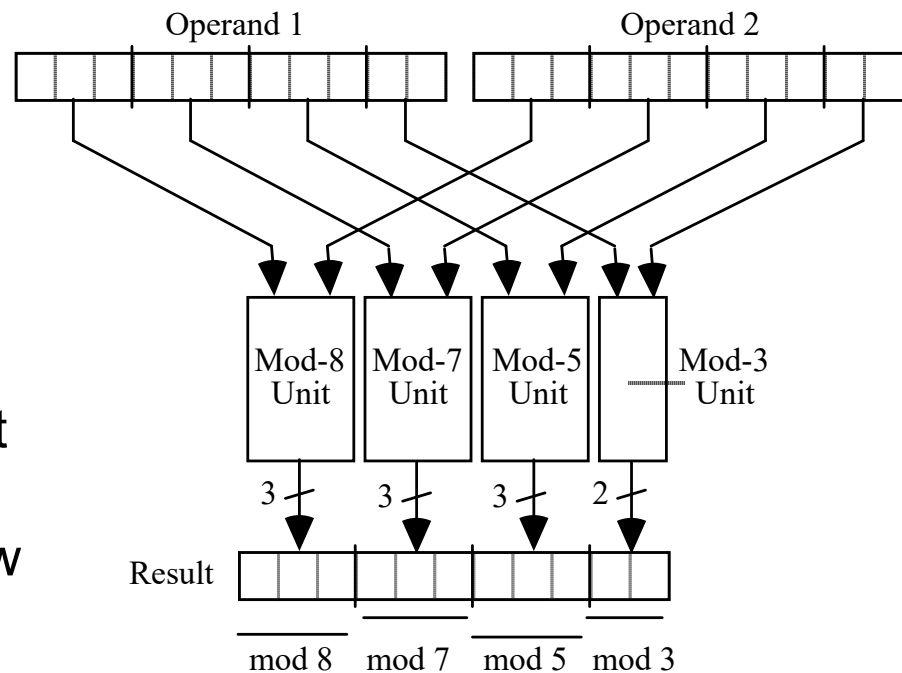 Operand 1 Operand 2
Mod-8 Unit
Mod-7 Unit
Mod-5 Unit
Mod-3 Unit
t
3 3 3 2
w
Result
mod 8 mod 7 mod 5 mod 3